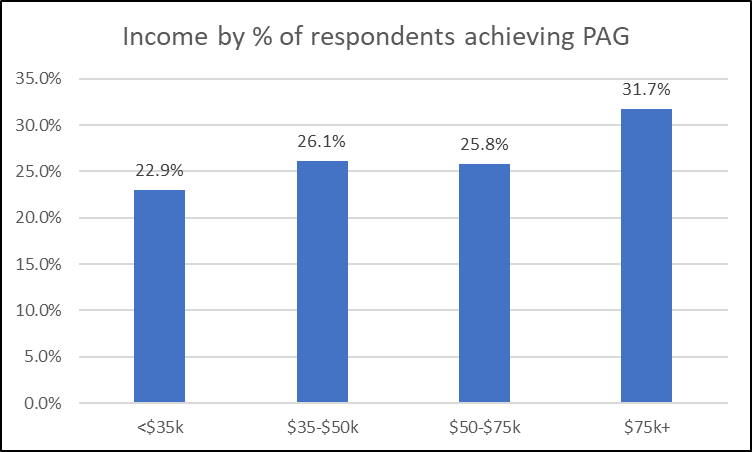 Income by % of respondents achieving PAG
35.0%
30.0%
25.0%
20.0%
15.0%
10.0%
5.0%
0.0%
22.9%
26.1%
25.8%
31.7%
<$35k
$35-$50k
$50-$75k
$75k+